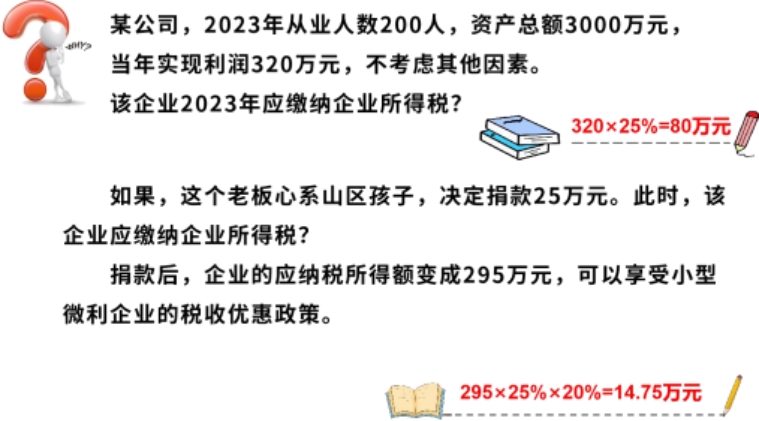 某公司，2023年从业人数200人，资产总额3000万元，
当年实现利润320万元，不考虑其他因素。
该企业2023年应缴纳企业所得税？
320×25%=80万元
如果，这个老板心系山区孩子，决定捐款25万元。此时，该
企业应缴纳企业所得税？
捐款后，企业的应纳税所得额变成295万元，可以享受小型
微利企业的税收优惠政策。
295×25%×20%=14.75万元